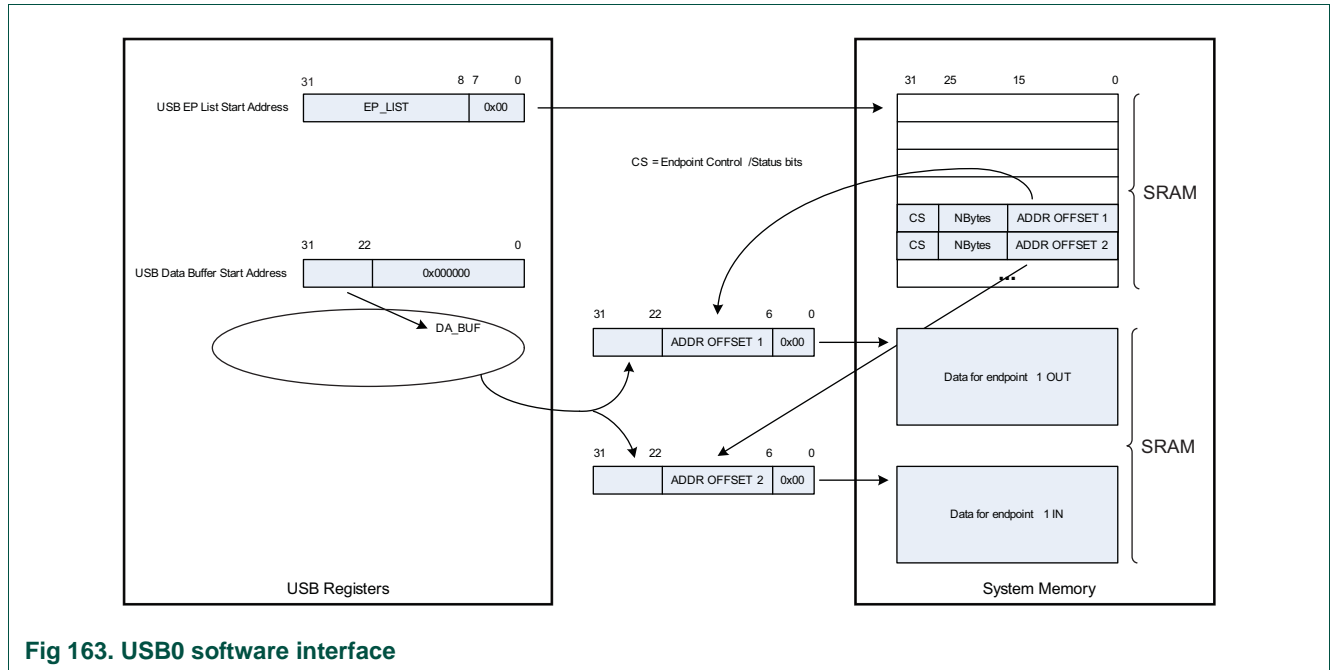 31 8 7 0
USB EP List Start Address EP_LIST 0x00
31 25 15 0
CS = Endpoint Control /Status bits
SRAM
CS NBytes ADDR OFFSET 1
CS NBytes ADDR OFFSET 2
...
31 22 0
USB Data Buffer Start Address 0x000000
DA_BUF
31 22 6 0
ADDR OFFSET 1 0x00
Data for endpoint 1 OUT
SRAM
31 22 6 0
ADDR OFFSET 2 0x00
Data for endpoint 1 IN
USB Registers
System Memory
Fig 163. USB0 software interface